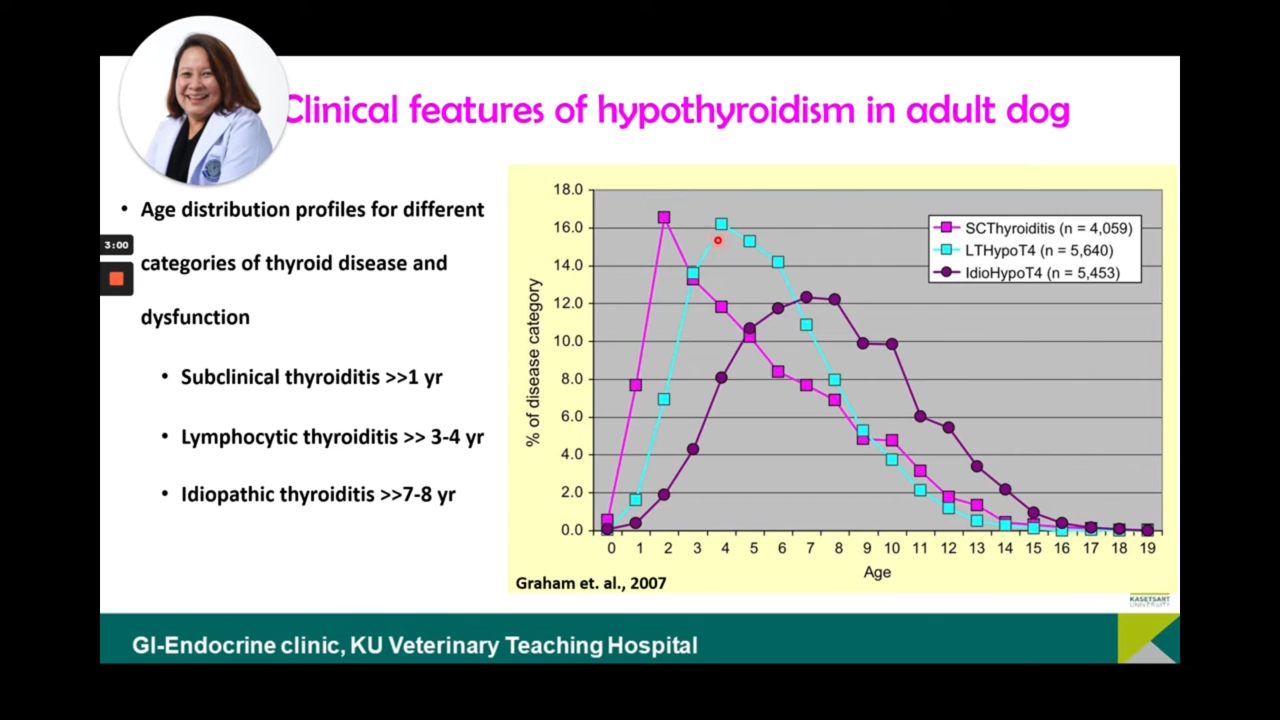 Clinical features of hypothyroidism in adult dog
• Age distribution profiles for different
categories of thyroid disease and
dysfunction
• Subclinical thyroiditis >>1 yr
• Lymphocytic thyroiditis >> 3-4 yr
• Idiopathic thyroiditis >>7-8 yr
3:00
18.0
16.0
14.0
12.0
10.0
8.0
6.0
4.0
2.0
0.0
% of disease category
SCThyroiditis (n = 4,059)
LTHypoT4 (n = 5,640)
IdioHypoT4 (n = 5,453)
0 1 2 3 4 5 6 7 8 9 10 11 12 13 14 15 16 17 18 19
Age
Graham et. al., 2007
KASETSART
UNIVERSITY
GI-Endocrine clinic, KU Veterinary Teaching Hospital